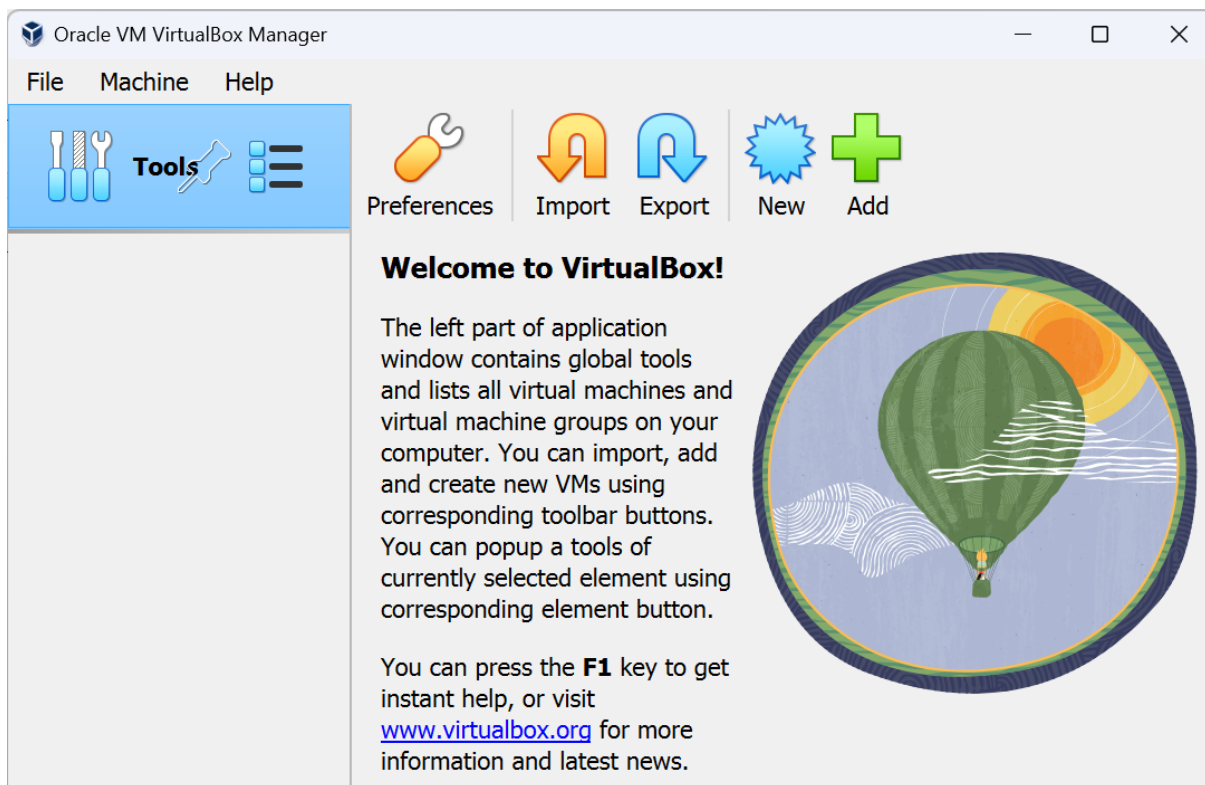 Oracle VM VirtualBox Manager
File Machine Help
Tools
Preferences Import Export New Add
Welcome to VirtualBox!
The left part of application
window contains global tools
and lists all virtual machines and
virtual machine groups on your
computer. You can import, add
and create new VMs using
corresponding toolbar buttons.
You can popup a tools of
currently selected element using
corresponding element button.
You can press the F1 key to get
instant help, or visit
www.virtualbox.org for more
information and latest news.